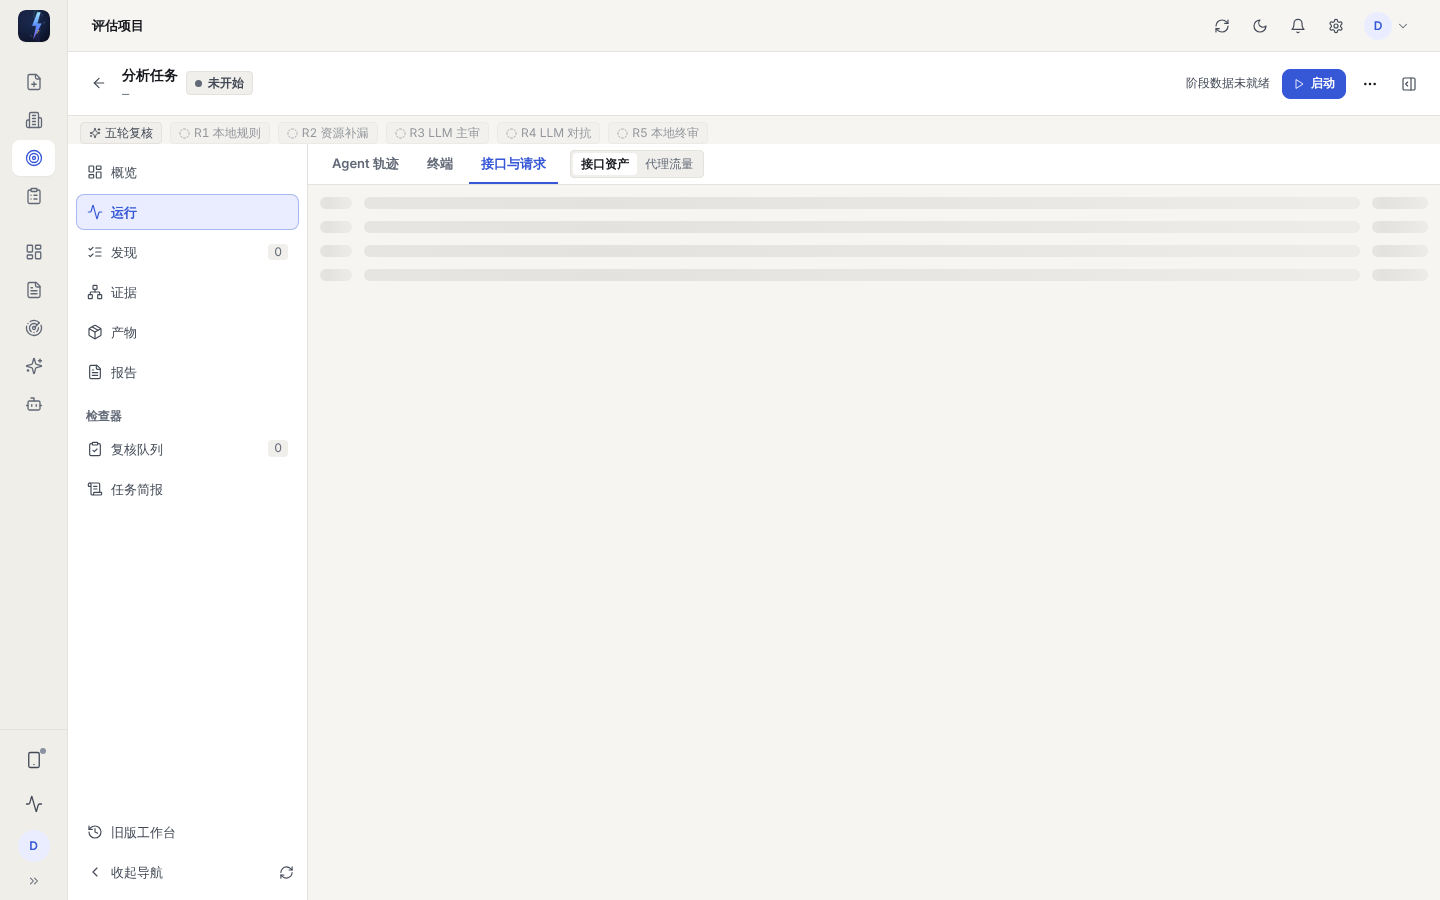 评估项目
D
分析任务
–
未开始
阶段数据未就绪
启动
五轮复核
R1 本地规则
R2 资源补漏
R3 LLM 主审
R4 LLM 对抗
R5 本地终审
概览
运行
发现
0
证据
产物
报告
检查器
复核队列
0
任务简报
旧版工作台
收起导航
Agent 轨迹
终端
接口与请求
接口资产
代理流量
D